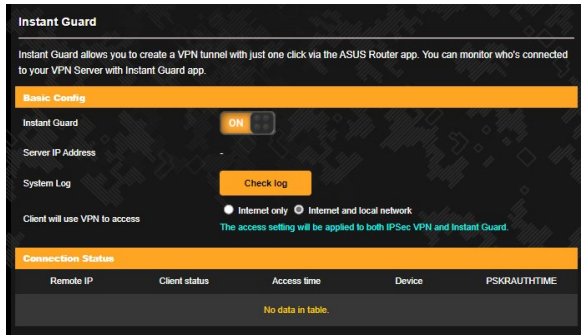 Instant Guard
Instant Guard allows you to create a VPN tunnel with just one click via the ASUS Router app. You can monitor who's connected
to your VPN Server with Instant Guard app.
Basic Config
Instant Guard ON
Server IP Address -
System Log Check log
Client will use VPN to access Internet only Internet and local network
The access setting will be applied to both IPSec VPN and Instant Guard.
Connection Status
Remote IP Client status Access time Device PSKRAUTHTIME
No data in table.